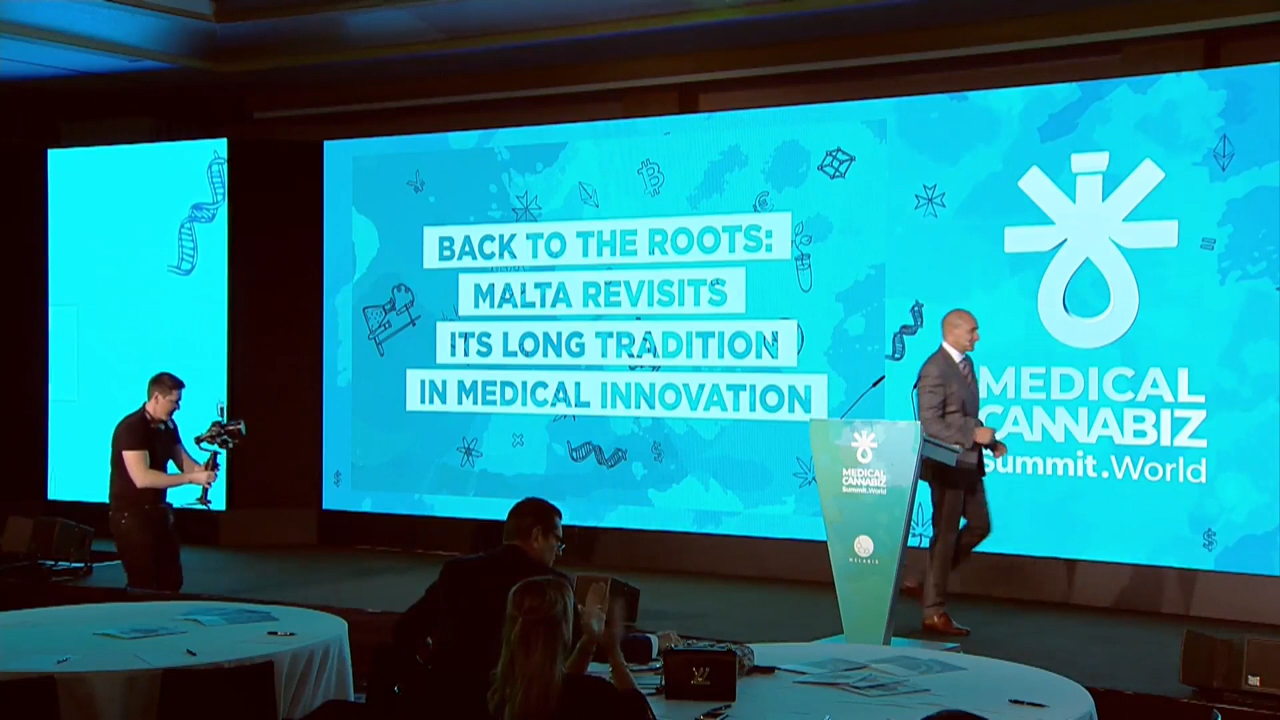 BACK TO THE ROOTS:
MALTA REVISITS
ITS LONG TRADITION
IN MEDICAL INNOVATION
MEDICAL
CANNABIZ
Summit.World
MEDICAL
CANNABIZ
Summit.World